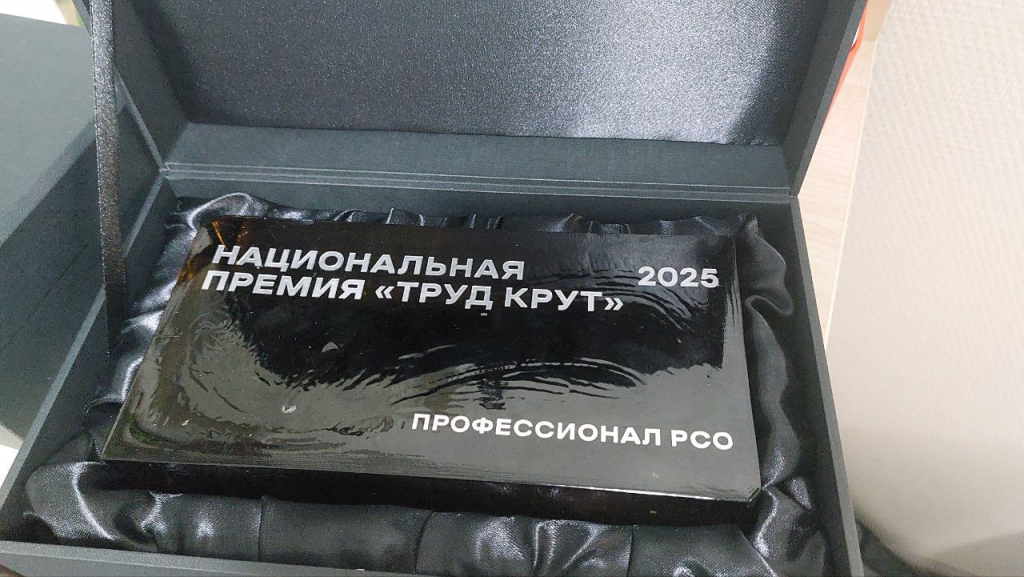 НАЦИОНАЛЬНАЯ
ПРЕМИЯ «ТРУД КРУТ»
2025
ПРОФЕССИОНАЛ РСО